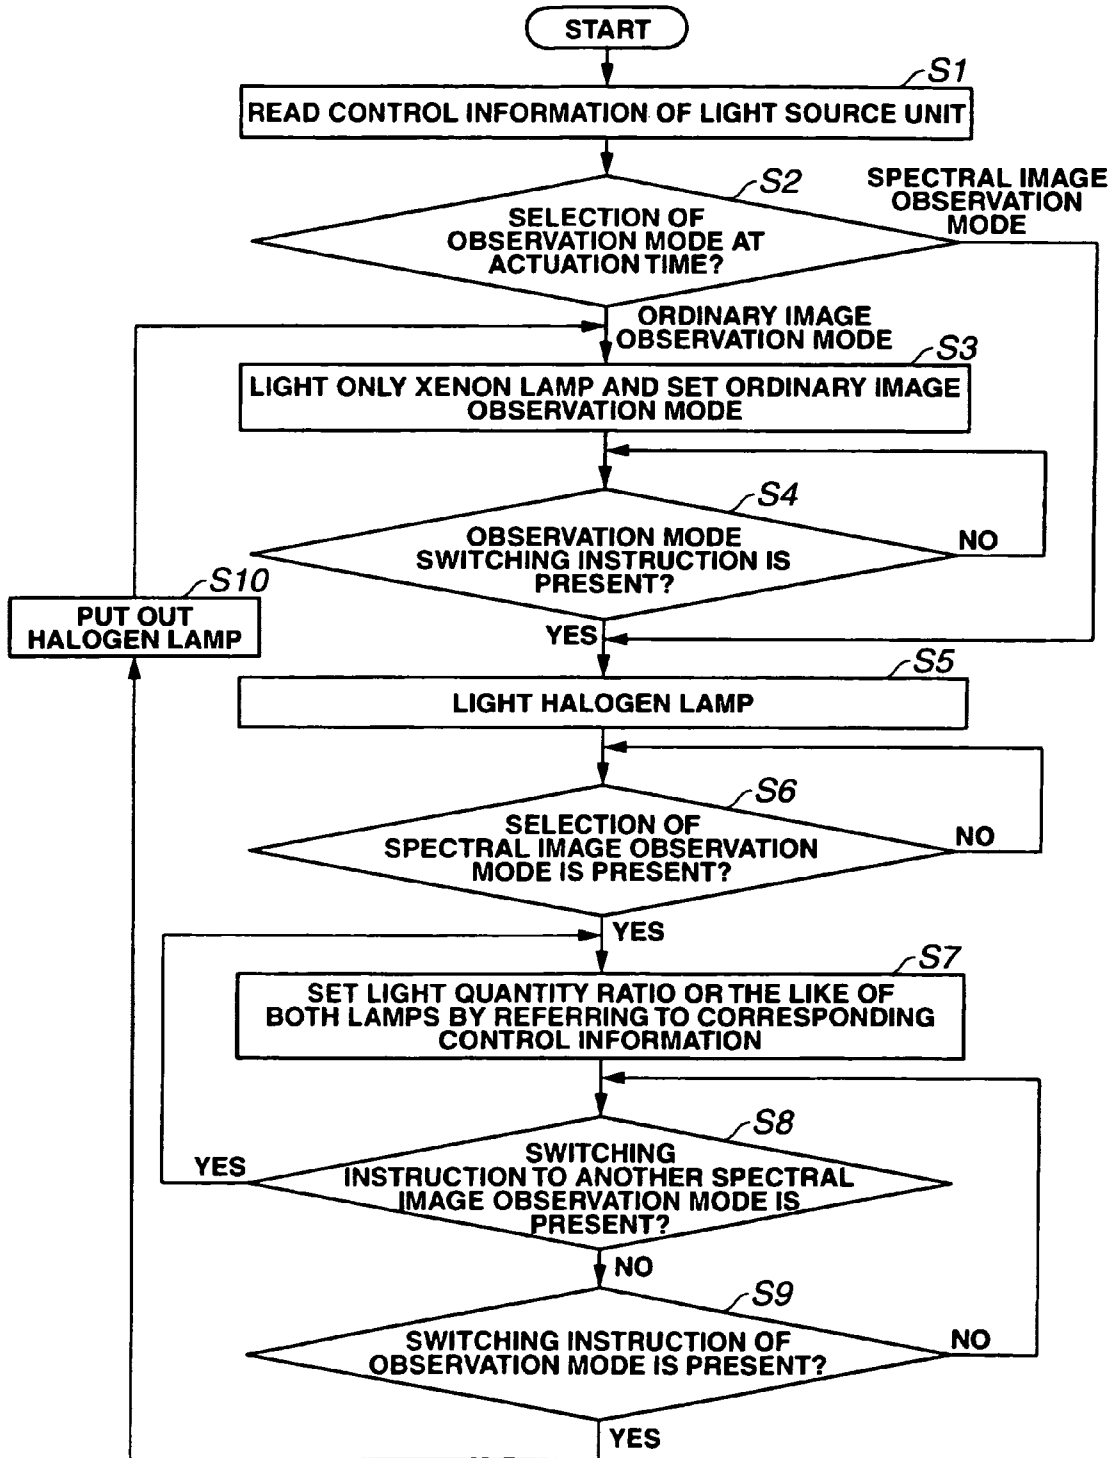 START
S1
READ CONTROL INFORMATION OF LIGHT SOURCE UNIT
S2
SELECTION OF
OBSERVATION MODE AT
ACTUATION TIME?
SPECTRAL IMAGE
OBSERVATION
MODE
ORDINARY IMAGE
OBSERVATION MODE
S3
LIGHT ONLY XENON LAMP AND SET ORDINARY IMAGE
OBSERVATION MODE
S4
OBSERVATION MODE
SWITCHING INSTRUCTION IS
PRESENT?
NO
S10
PUT OUT
HALOGEN LAMP
YES
S5
LIGHT HALOGEN LAMP
S6
SELECTION OF
SPECTRAL IMAGE OBSERVATION
MODE IS PRESENT?
NO
YES
S7
SET LIGHT QUANTITY RATIO OR THE LIKE OF
BOTH LAMPS BY REFERRING TO CORRESPONDING
CONTROL INFORMATION
S8
SWITCHING
INSTRUCTION TO ANOTHER SPECTRAL
IMAGE OBSERVATION MODE IS
PRESENT?
YES
NO
S9
SWITCHING INSTRUCTION OF
OBSERVATION MODE IS PRESENT?
NO
YES